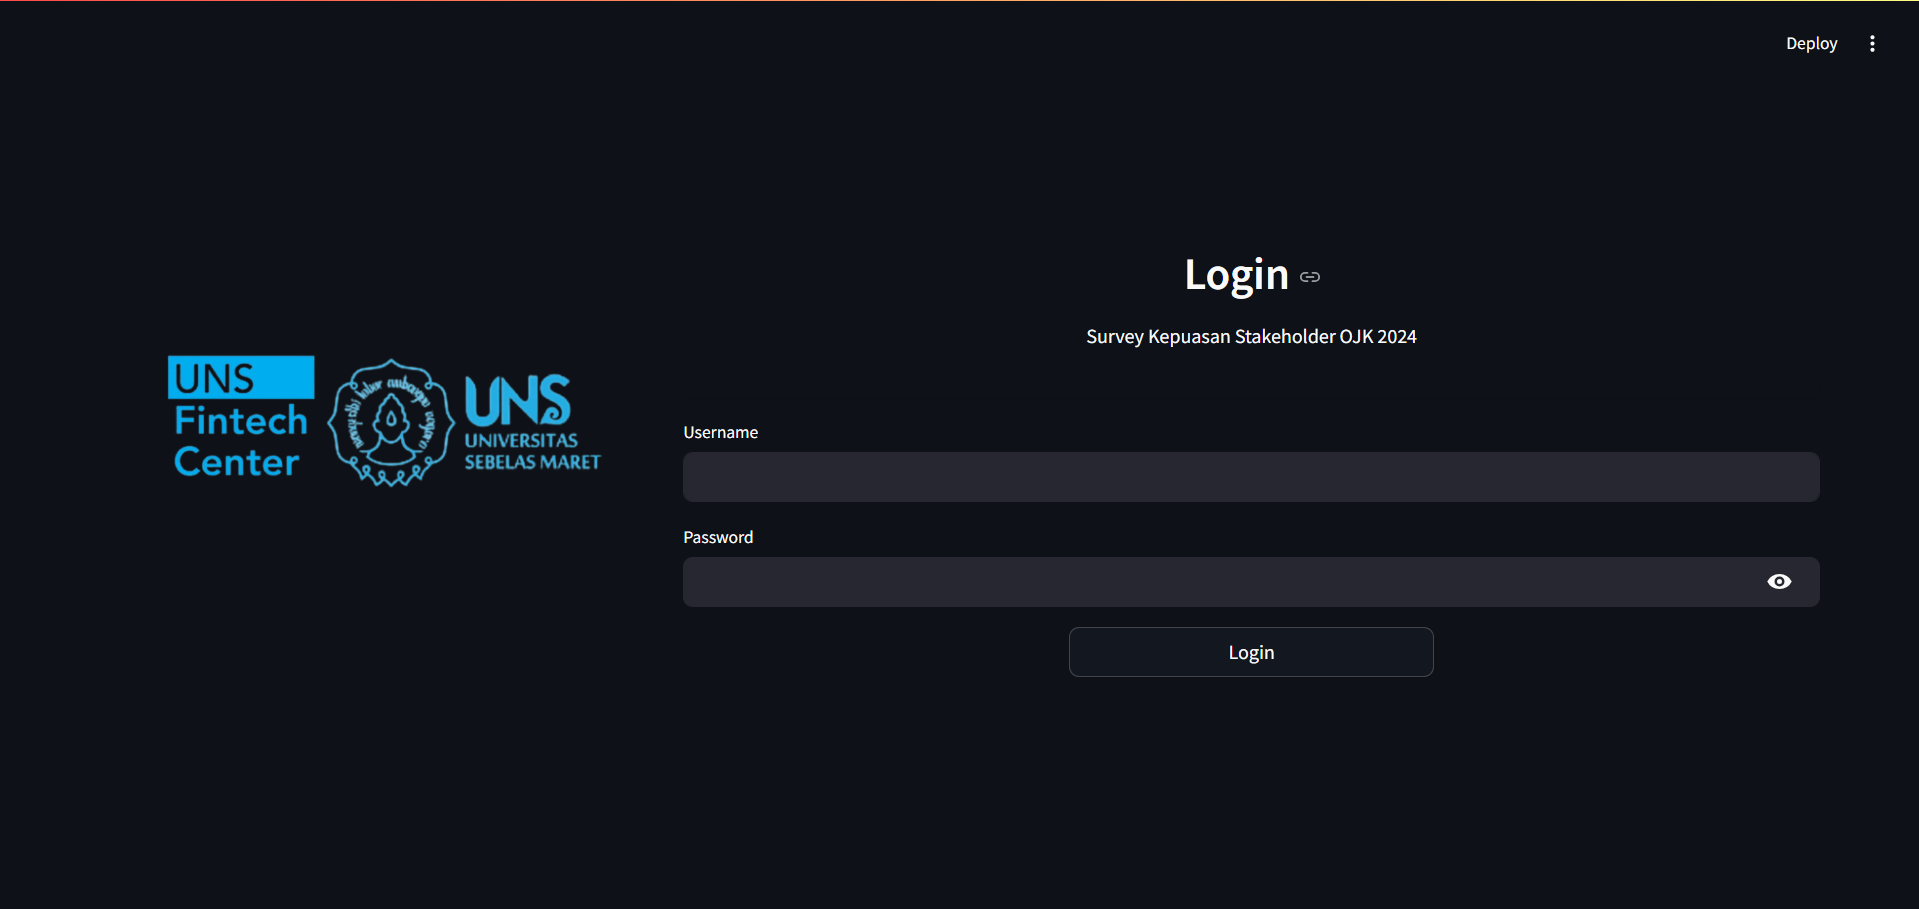 Deploy
Login
Survey Kepuasan Stakeholder OJK 2024
UNS
Fintech
Center
UNS
UNIVERSITAS
SEBELAS MARET
Username
Password
Login